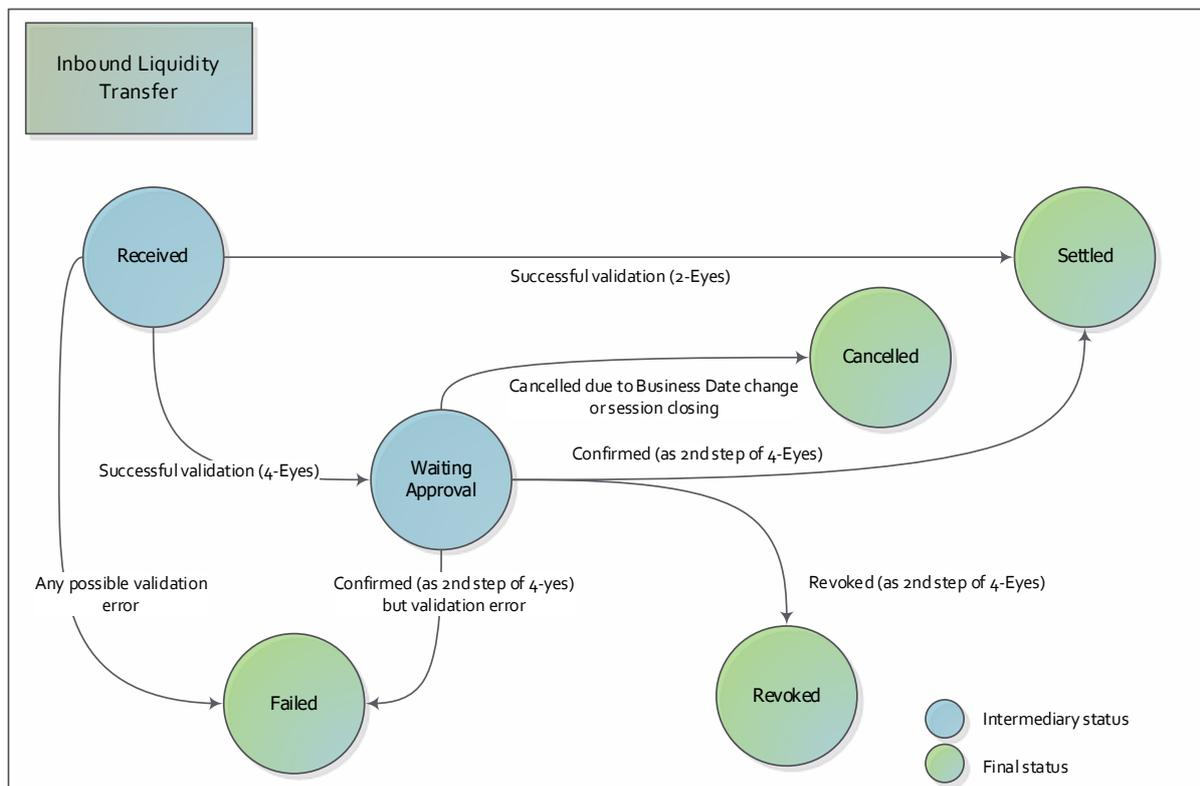 Inbound Liquidity
Transfer
Received
Settled
Successful validation (2-Eyes)
Cancelled
Cancelled due to Business Date change
or session closing
Confirmed (as 2nd step of 4-Eyes)
Waiting
Approval
Successful validation (4-Eyes)
Any possible validation
error
Confirmed (as 2nd step of 4-yes)
but validation error
Revoked (as 2nd step of 4-Eyes)
Failed
Revoked
Intermediary status
Final status